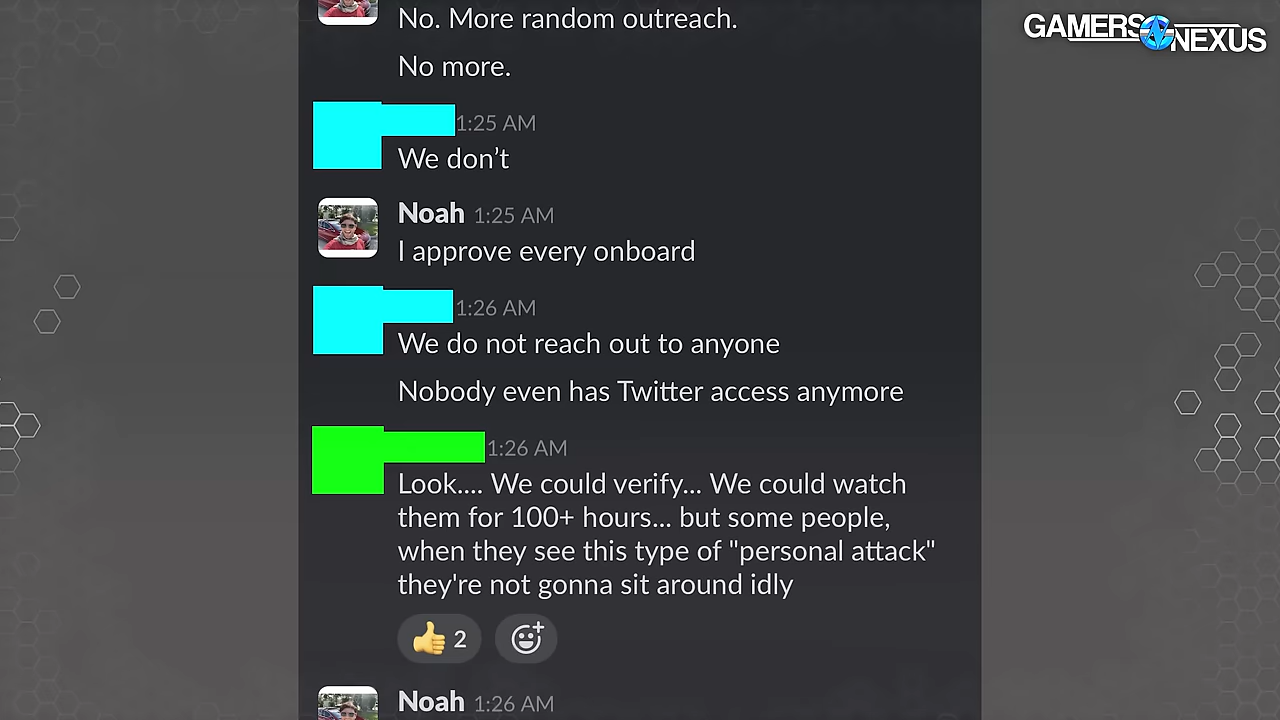 GAMERS NEXUS
No. More random outreach.
No more.
1:25 AM
We don’t
Noah 1:25 AM
I approve every onboard
1:26 AM
We do not reach out to anyone
Nobody even has Twitter access anymore
1:26 AM
Look.... We could verify... We could watch
them for 100+ hours... but some people,
when they see this type of "personal attack"
they're not gonna sit around idly
2
Noah 1:26 AM